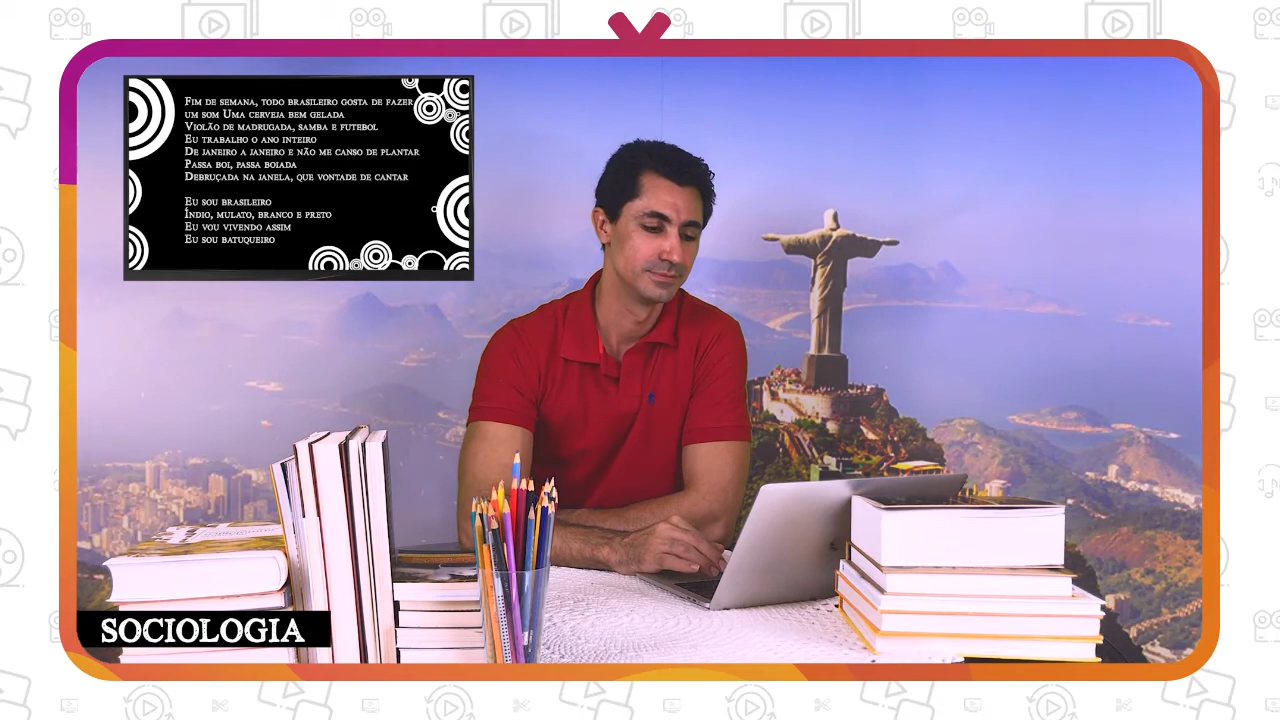 Fim de semana, todo brasileiro gosta de fazer
um som Uma cerveja bem gelada
Violão de madrugada, samba e futebol
Eu trabalho o ano inteiro
De janeiro a janeiro e não me canso de plantar
Passa boi, passa boiada
Debruçada na janela, que vontade de cantar
Eu sou brasileiro
Índio, mulato, branco e preto
Eu vou vivendo assim
Eu sou batuqueiro
SOCIOLOGIA